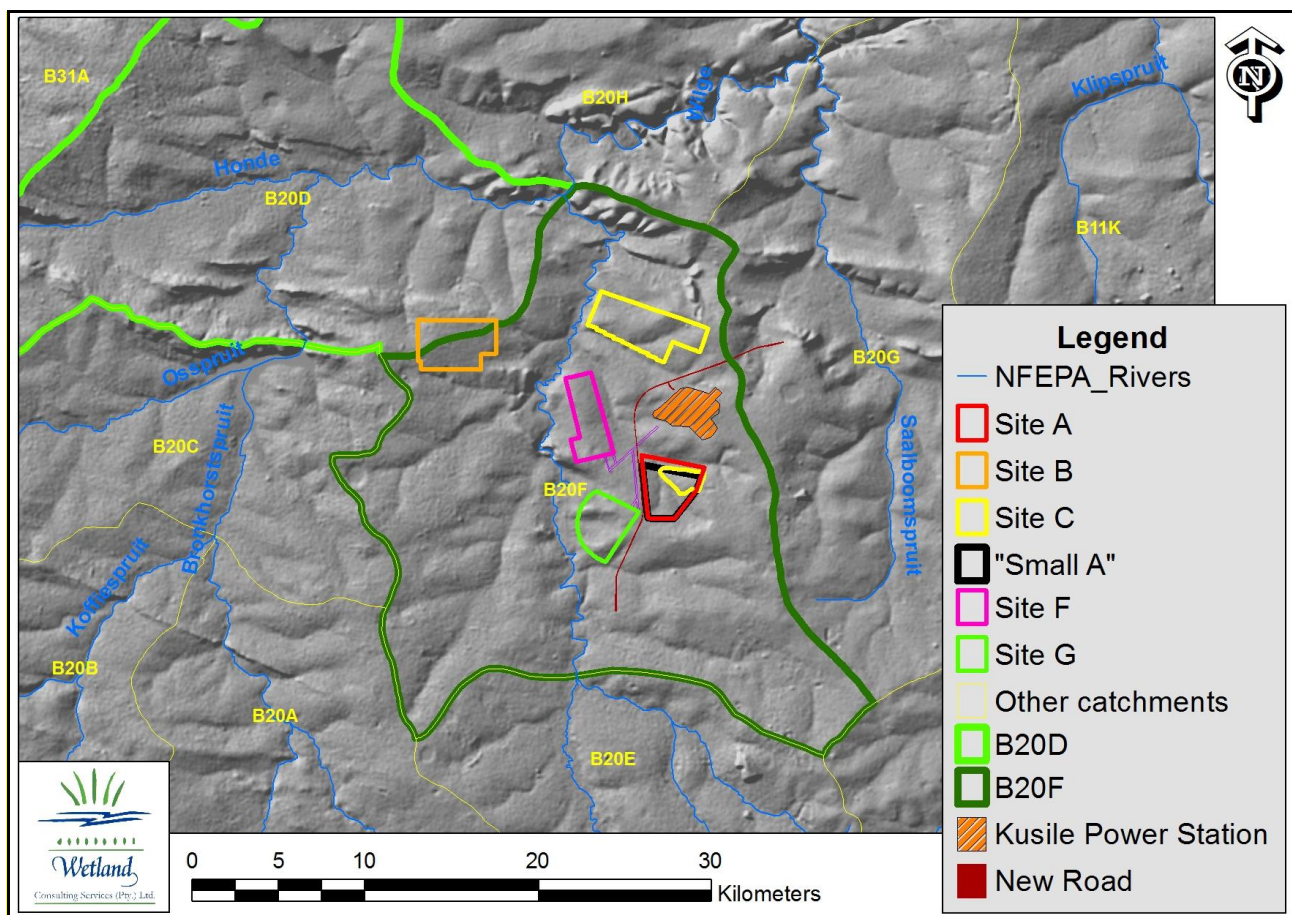 B31A
B20H
Wilge
Klipspruit
N
Honde
B20D
B11K
Osspruit
B20G
B20C
Bronkhorstspruit
Saalboomspruit
B20F
Koffiespruit
B20B
B20A
B20E
Legend
NFEPA_Rivers
Site A
Site B
Site C
"Small A"
Site F
Site G
Other catchments
B20D
B20F
Kusile Power Station
New Road
Wetland
Consulting Services (Pty.) Ltd.
0 5 10 20 30
Kilometers